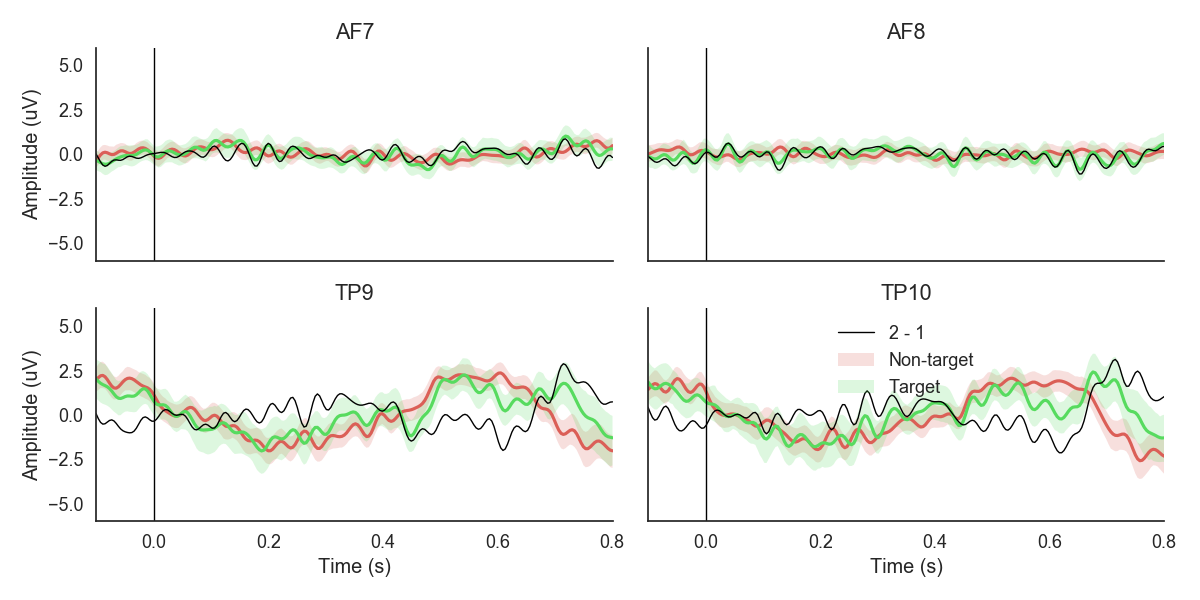 AF7
AF8
Amplitude (uV)
5.0
2.5
0.0
−2.5
−5.0
TP9
TP10
Amplitude (uV)
5.0
2.5
0.0
−2.5
−5.0
2 - 1
Non-target
Target
0.0 0.2 0.4 0.6 0.8
0.0 0.2 0.4 0.6 0.8
Time (s)
Time (s)